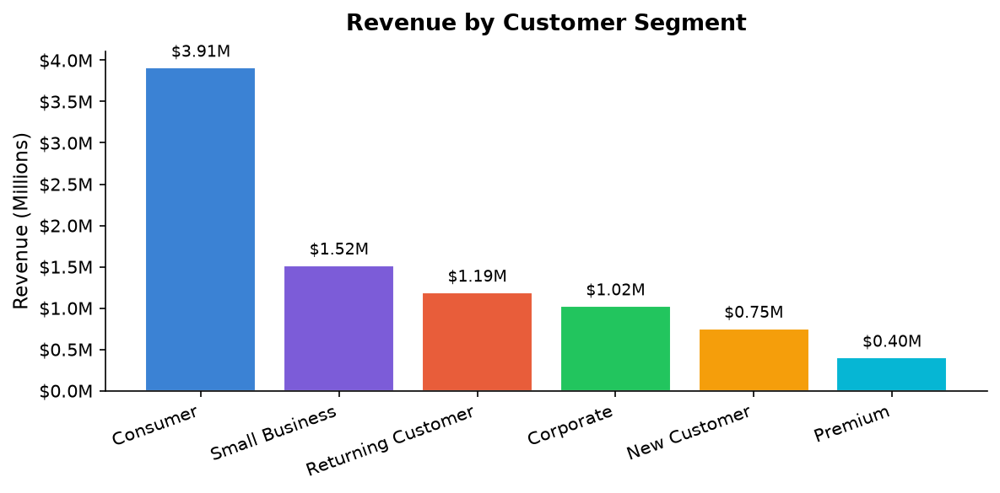 Revenue by Customer Segment
Revenue (Millions)
$4.0M
$3.5M
$3.0M
$2.5M
$2.0M
$1.5M
$1.0M
$0.5M
$0.0M
$3.91M
$1.52M
$1.19M
$1.02M
$0.75M
$0.40M
Consumer
Small Business
Returning Customer
Corporate
New Customer
Premium